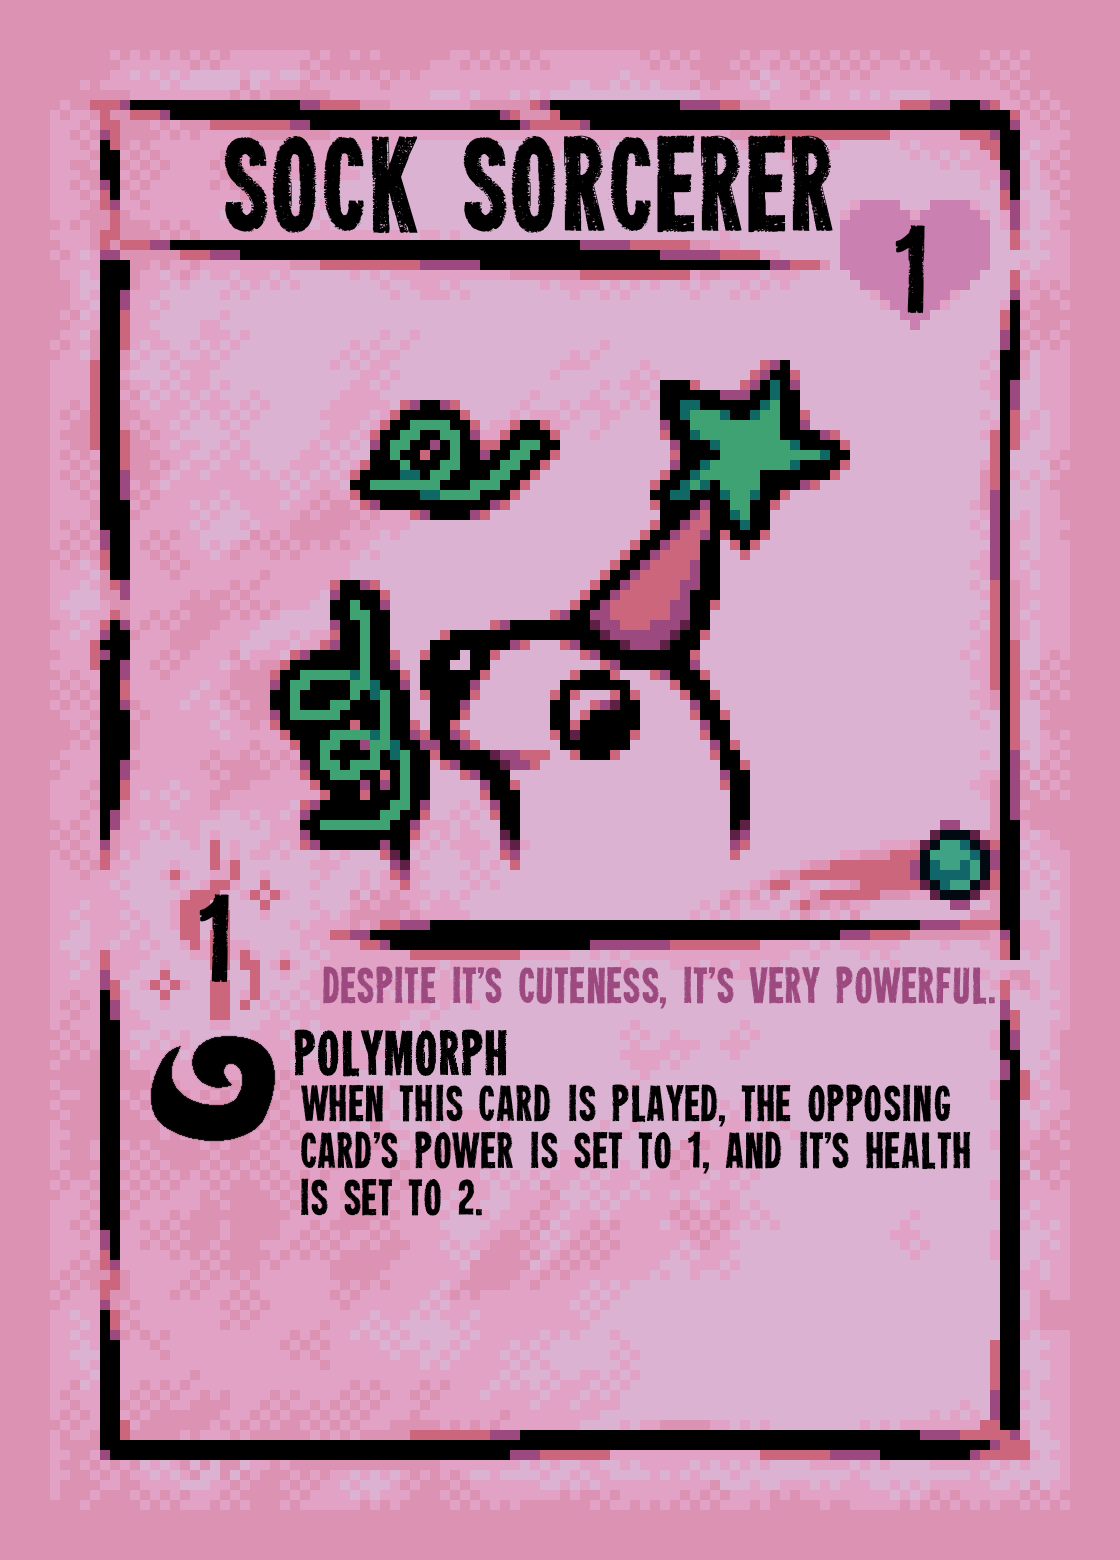 SOCK SORCERER
1
1
DESPITE IT'S CUTENESS, IT'S VERY POWERFUL.
POLYMORPH
WHEN THIS CARD IS PLAYED, THE OPPOSING
CARD'S POWER IS SET TO 1, AND IT'S HEALTH
IS SET TO 2.